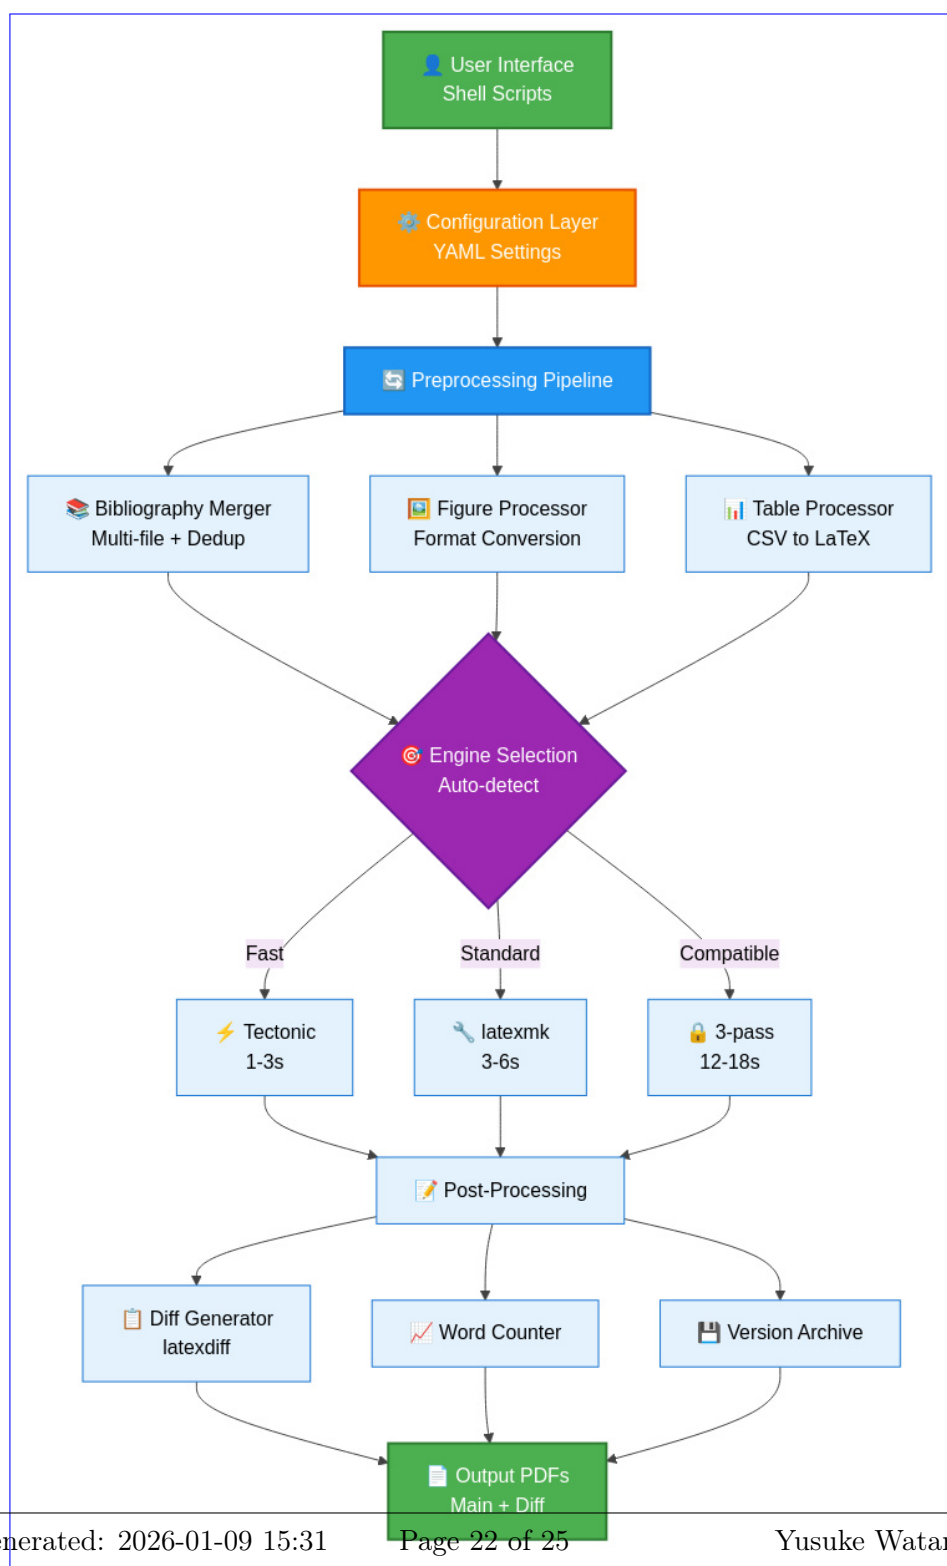 👤 User Interface
Shell Scripts
⚙️ Configuration Layer
YAML Settings
🔄 Preprocessing Pipeline
📚 Bibliography Merger
Multi-file + Dedup
🖼️ Figure Processor
Format Conversion
📊 Table Processor
CSV to LaTeX
🎯 Engine Selection
Auto-detect
Fast
Standard
Compatible
⚡ Tectonic
1-3s
🔧 latexmk
3-6s
🔒 3-pass
12-18s
📝 Post-Processing
📋 Diff Generator
latexdiff
📈 Word Counter
💾 Version Archive
📄 Output PDFs
Main + Diff
enerated: 2026-01-09 15:31 Page 22 of 25 Yusuke Watan